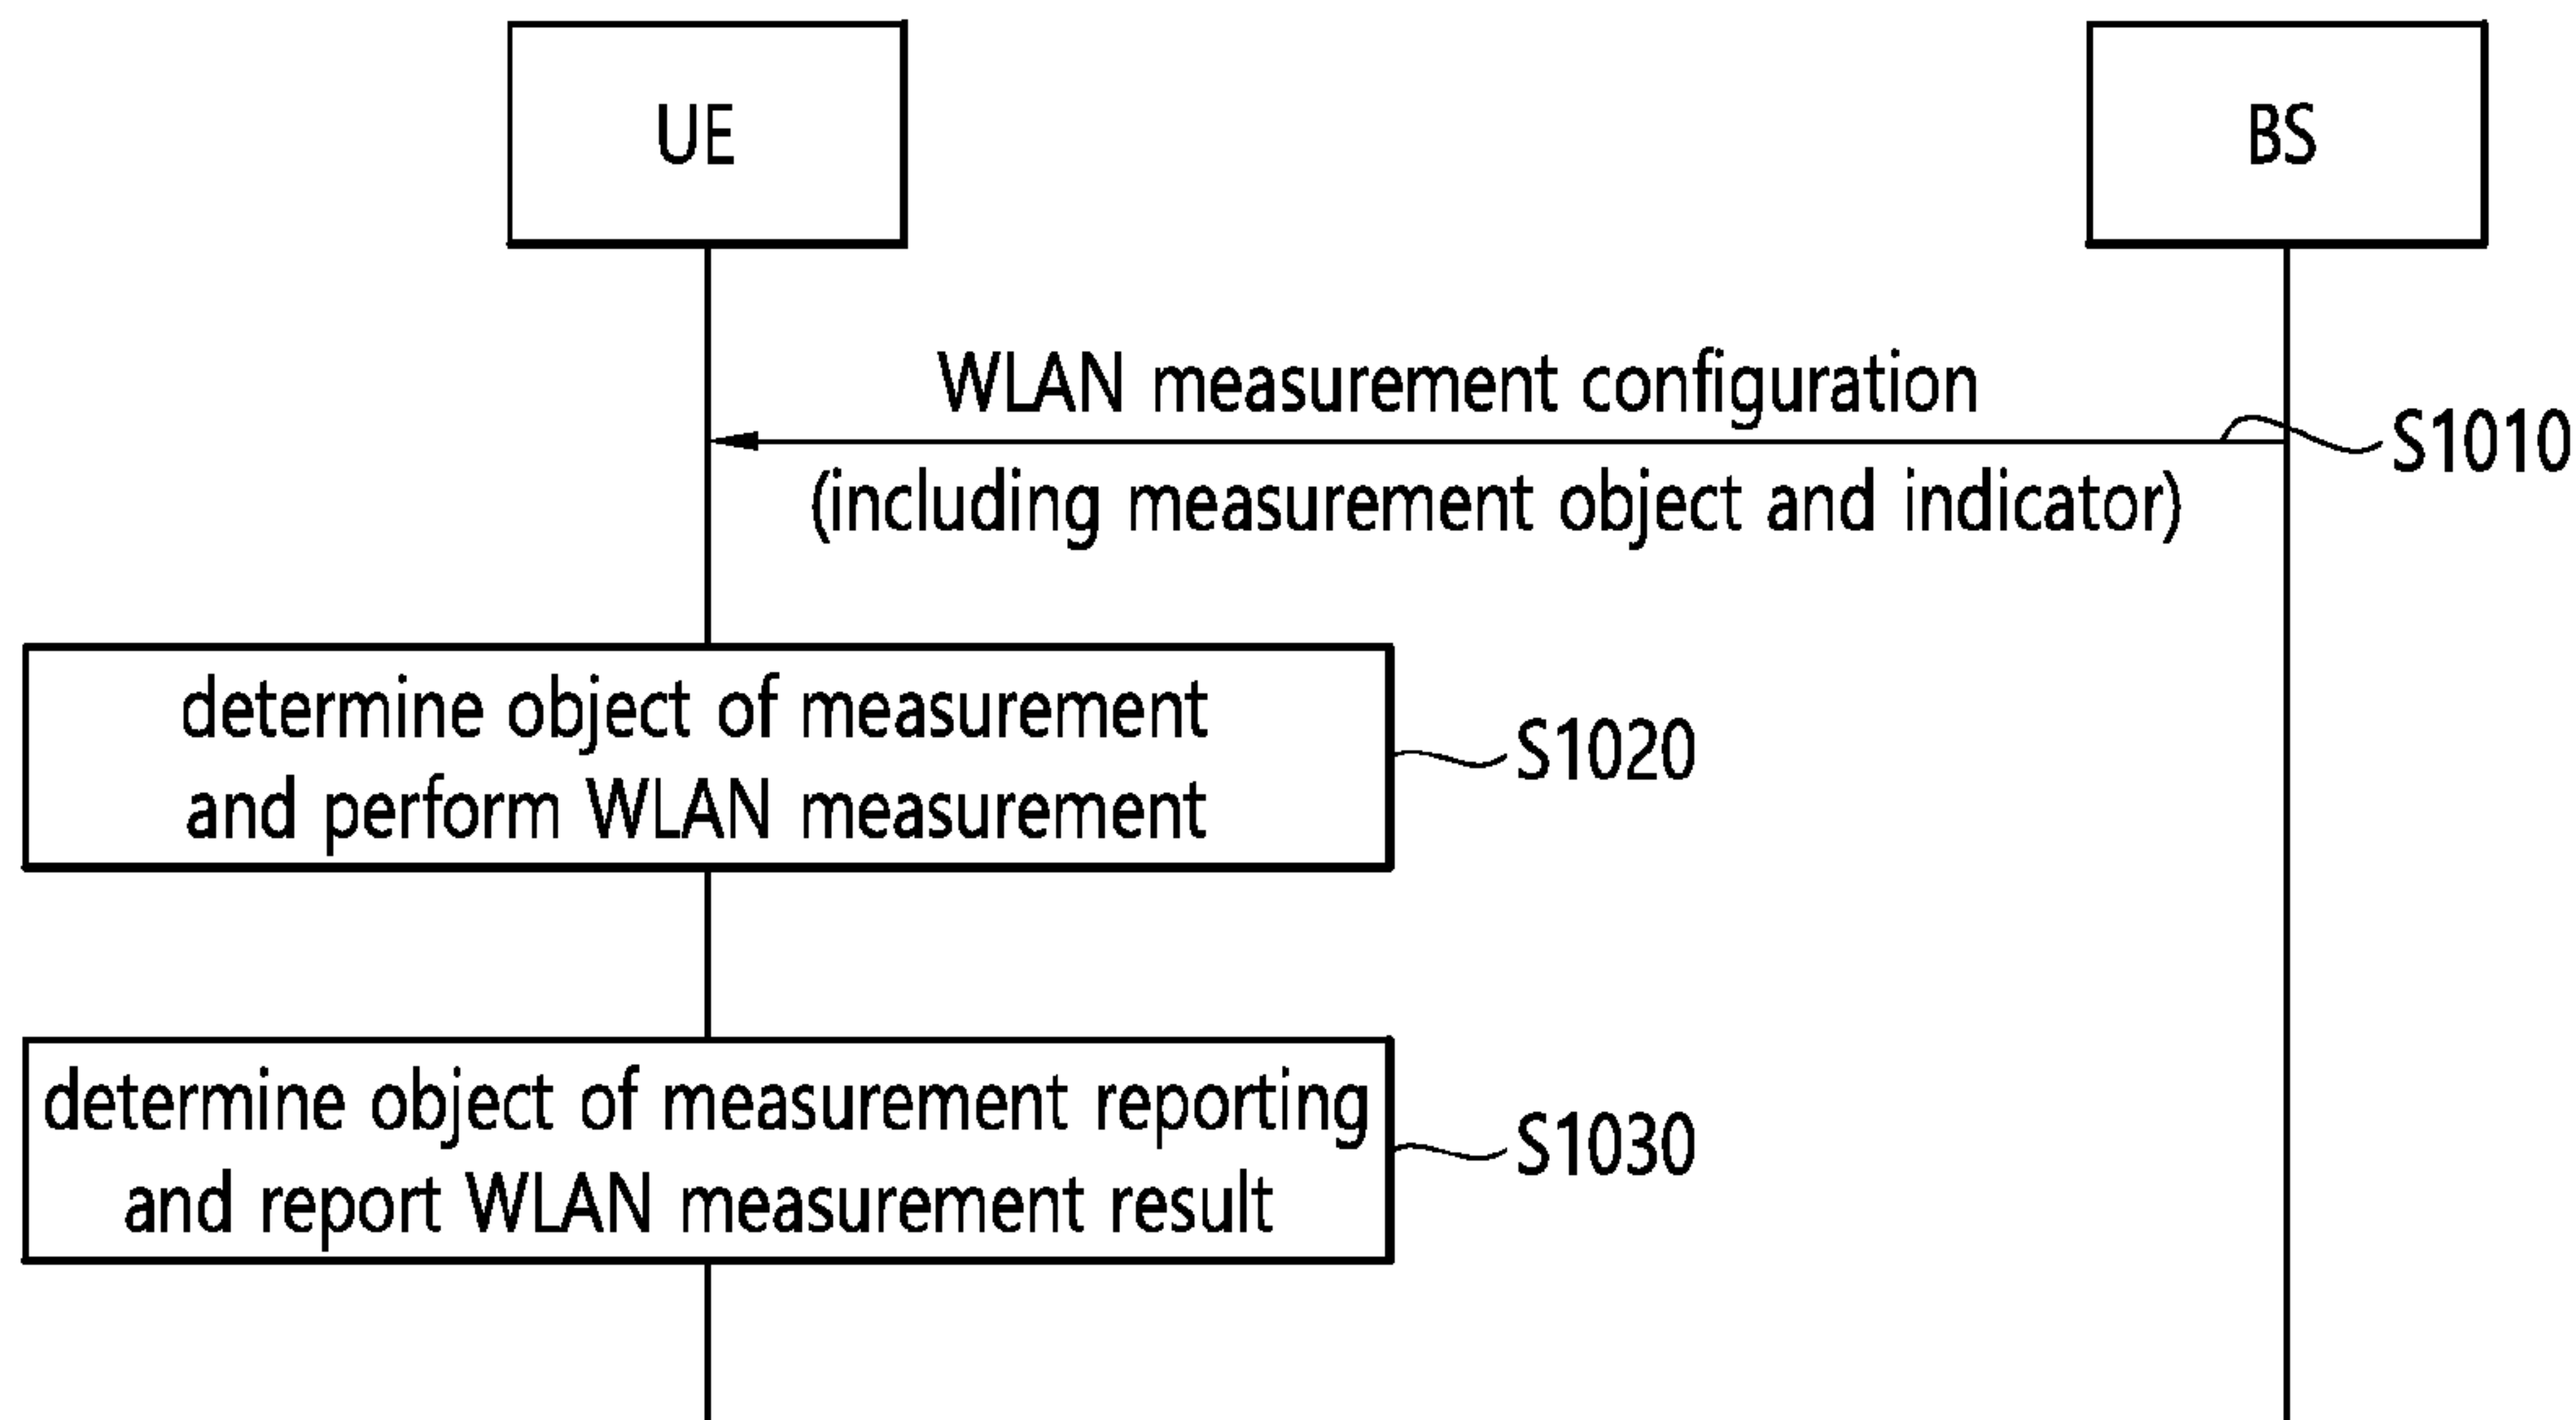 UE
BS
WLAN measurement configuration
S1010
(including measurement object and indicator)
determine object of measurement
and perform WLAN measurement
S1020
determine object of measurement reporting
and report WLAN measurement result
S1030